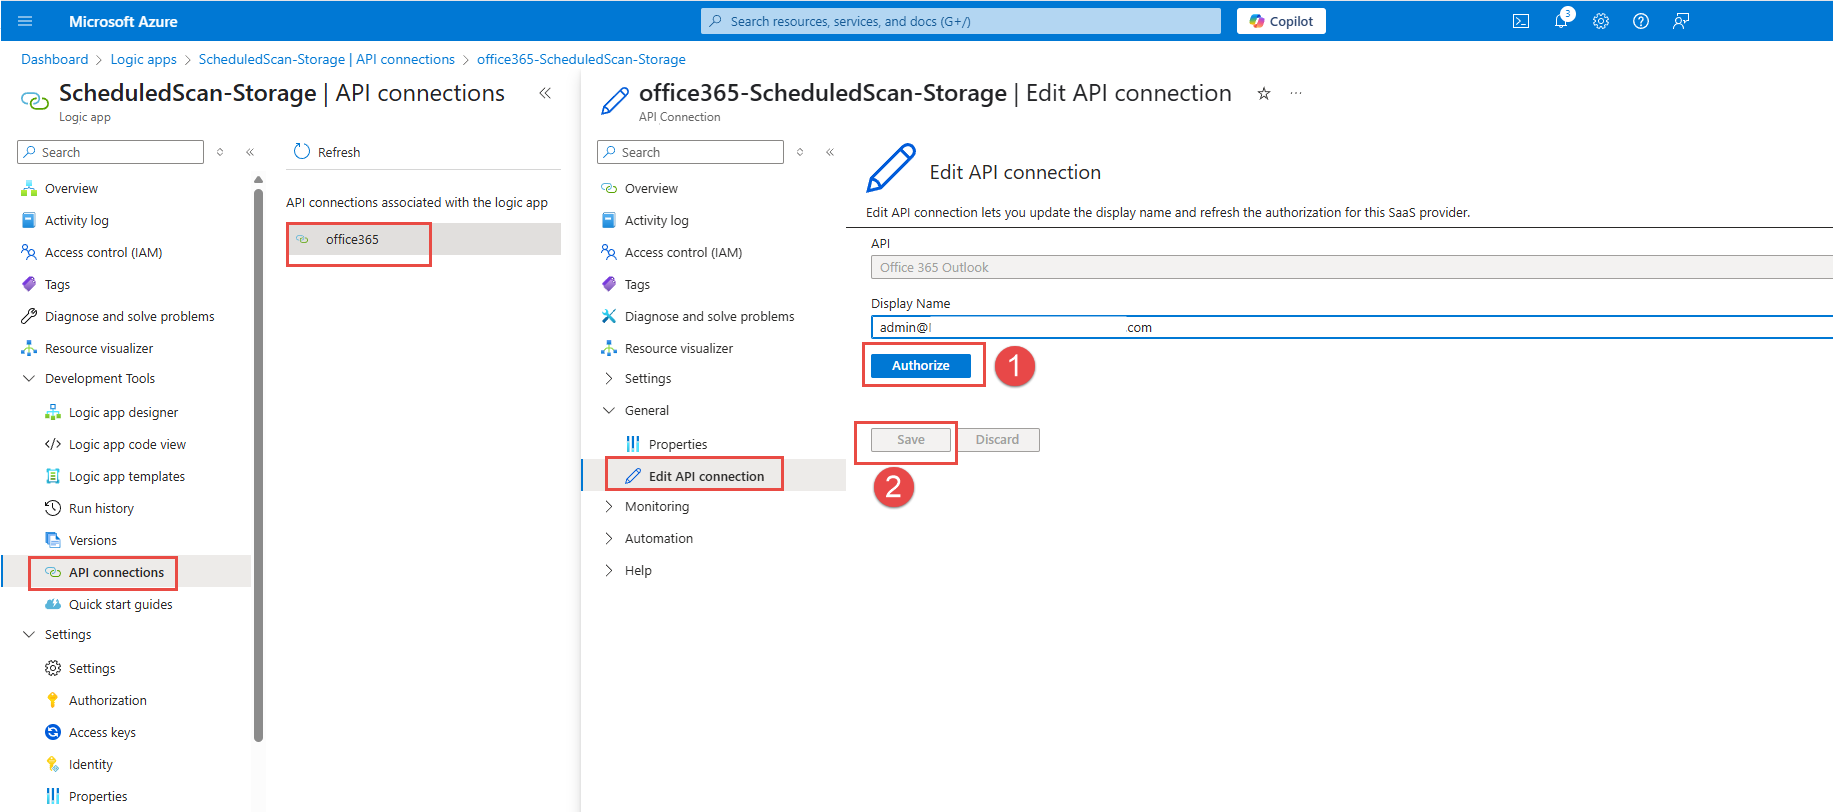 Microsoft Azure
Search resources, services, and docs (G+/)
Copilot
3
Dashboard > Logic apps > ScheduledScan-Storage | API connections > office365-ScheduledScan-Storage
ScheduledScan-Storage | API connections
Logic app
Search
Overview
Activity log
Access control (IAM)
Tags
Diagnose and solve problems
Resource visualizer
Development Tools
Logic app designer
Logic app code view
Logic app templates
Run history
Versions
API connections
Quick start guides
Settings
Settings
Authorization
Access keys
Identity
Properties
Refresh
API connections associated with the logic app
office365
office365-ScheduledScan-Storage | Edit API connection
API Connection
Search
Overview
Activity log
Access control (IAM)
Tags
Diagnose and solve problems
Resource visualizer
Settings
General
Properties
Edit API connection
Monitoring
Automation
Help
Edit API connection
Edit API connection lets you update the display name and refresh the authorization for this SaaS provider.
API
Office 365 Outlook
Display Name
admin@ .com
Authorize
1
Save
Discard
2